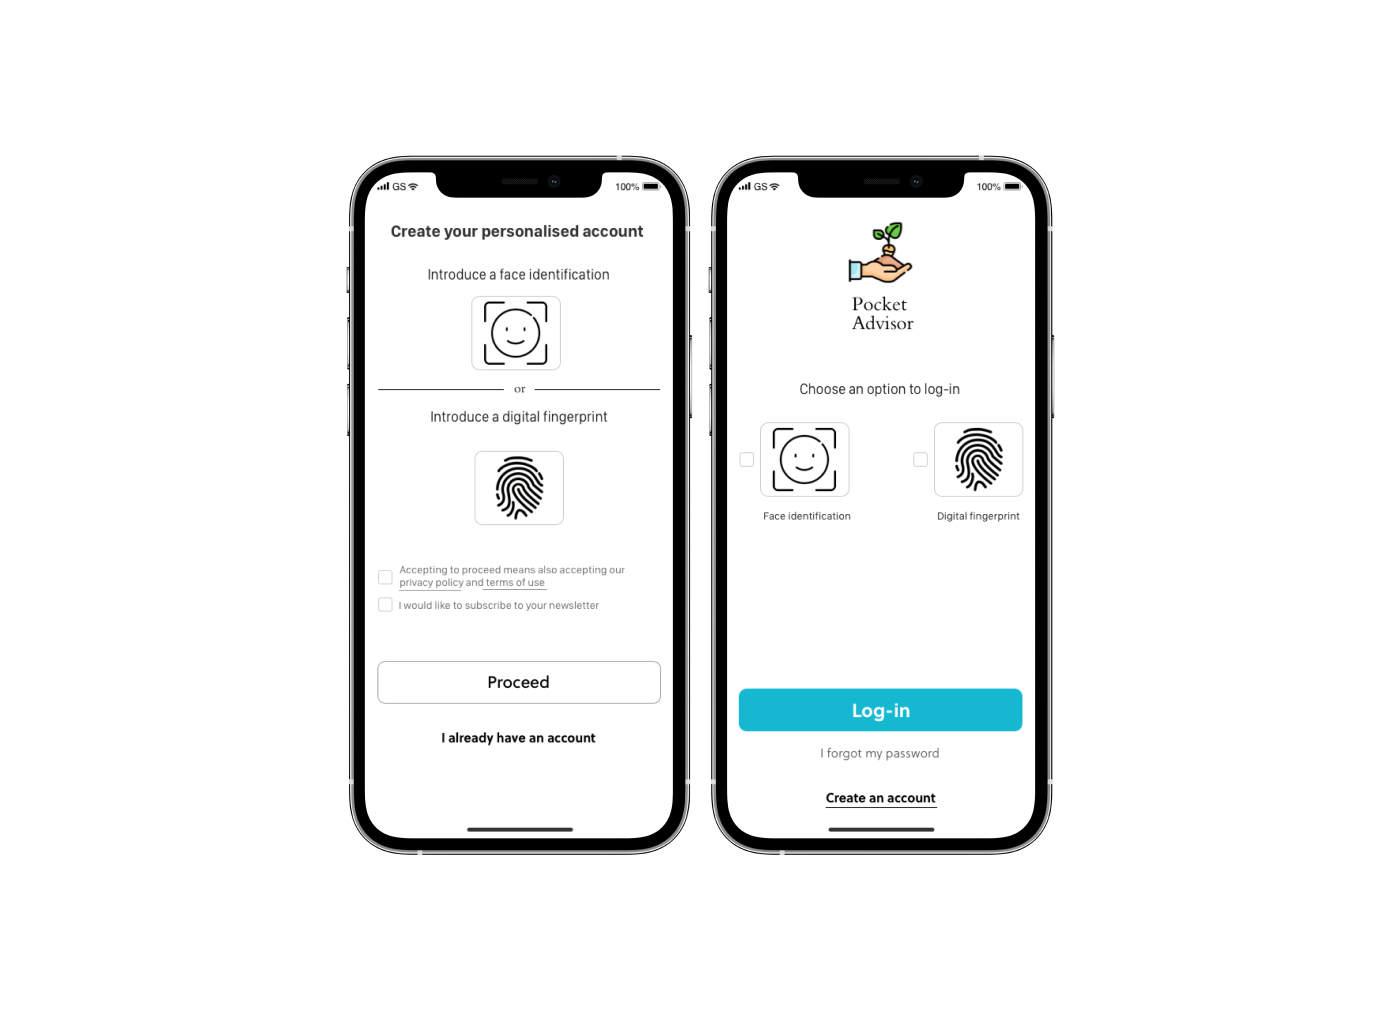 GS
100%
Create your personalised account
Introduce a face identification
or
Introduce a digital fingerprint
Accepting to proceed means also accepting our
privacy policy and terms of use
I would like to subscribe to your newsletter
Proceed
I already have an account
GS
100%
Pocket
Advisor
Choose an option to log-in
Face identification
Digital fingerprint
Log-in
I forgot my password
Create an account